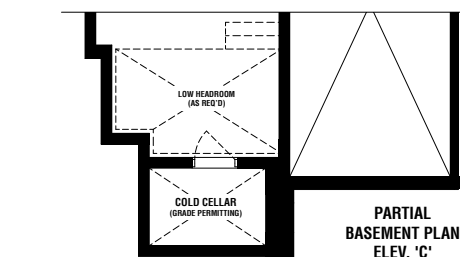 LOW HEADROOM
(AS REQ'D)
COLD CELLAR
(GRADE PERMITTING)
PARTIAL
BASEMENT PLAN
ELEV. 'C'